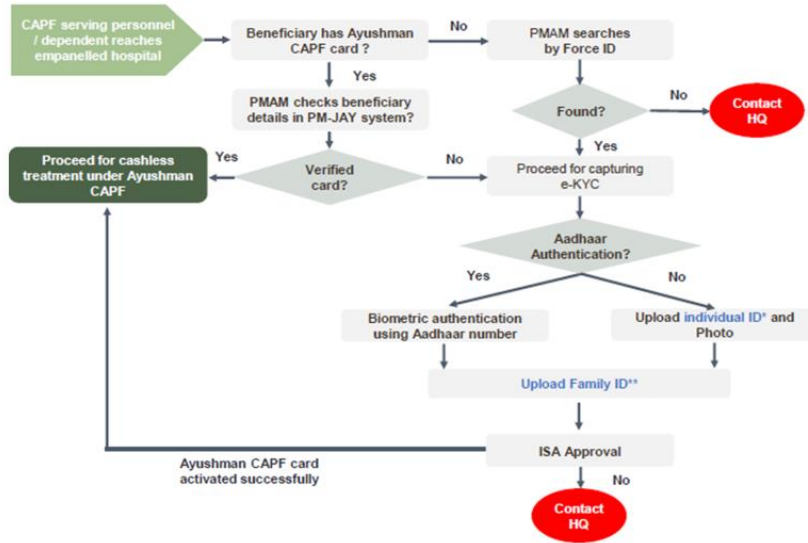 CAPF serving personnel
/ dependent reaches
empanelled hospital
Beneficiary has Ayushman
CAPF card ?
No
PMAM searches
by Force ID
Yes
PMAM checks beneficiary
details in PM-JAY system?
Found?
No
Contact
HQ
Yes
Proceed for cashless
treatment under Ayushman
CAPF
Yes
Verified
card?
No
Proceed for capturing
e-KYC
Aadhaar
Authentication?
Yes
No
Biometric authentication
using Aadhaar number
Upload individual ID* and
Photo
Upload Family ID**
ISA Approval
Ayushman CAPF card
activated successfully
No
Contact
HQ